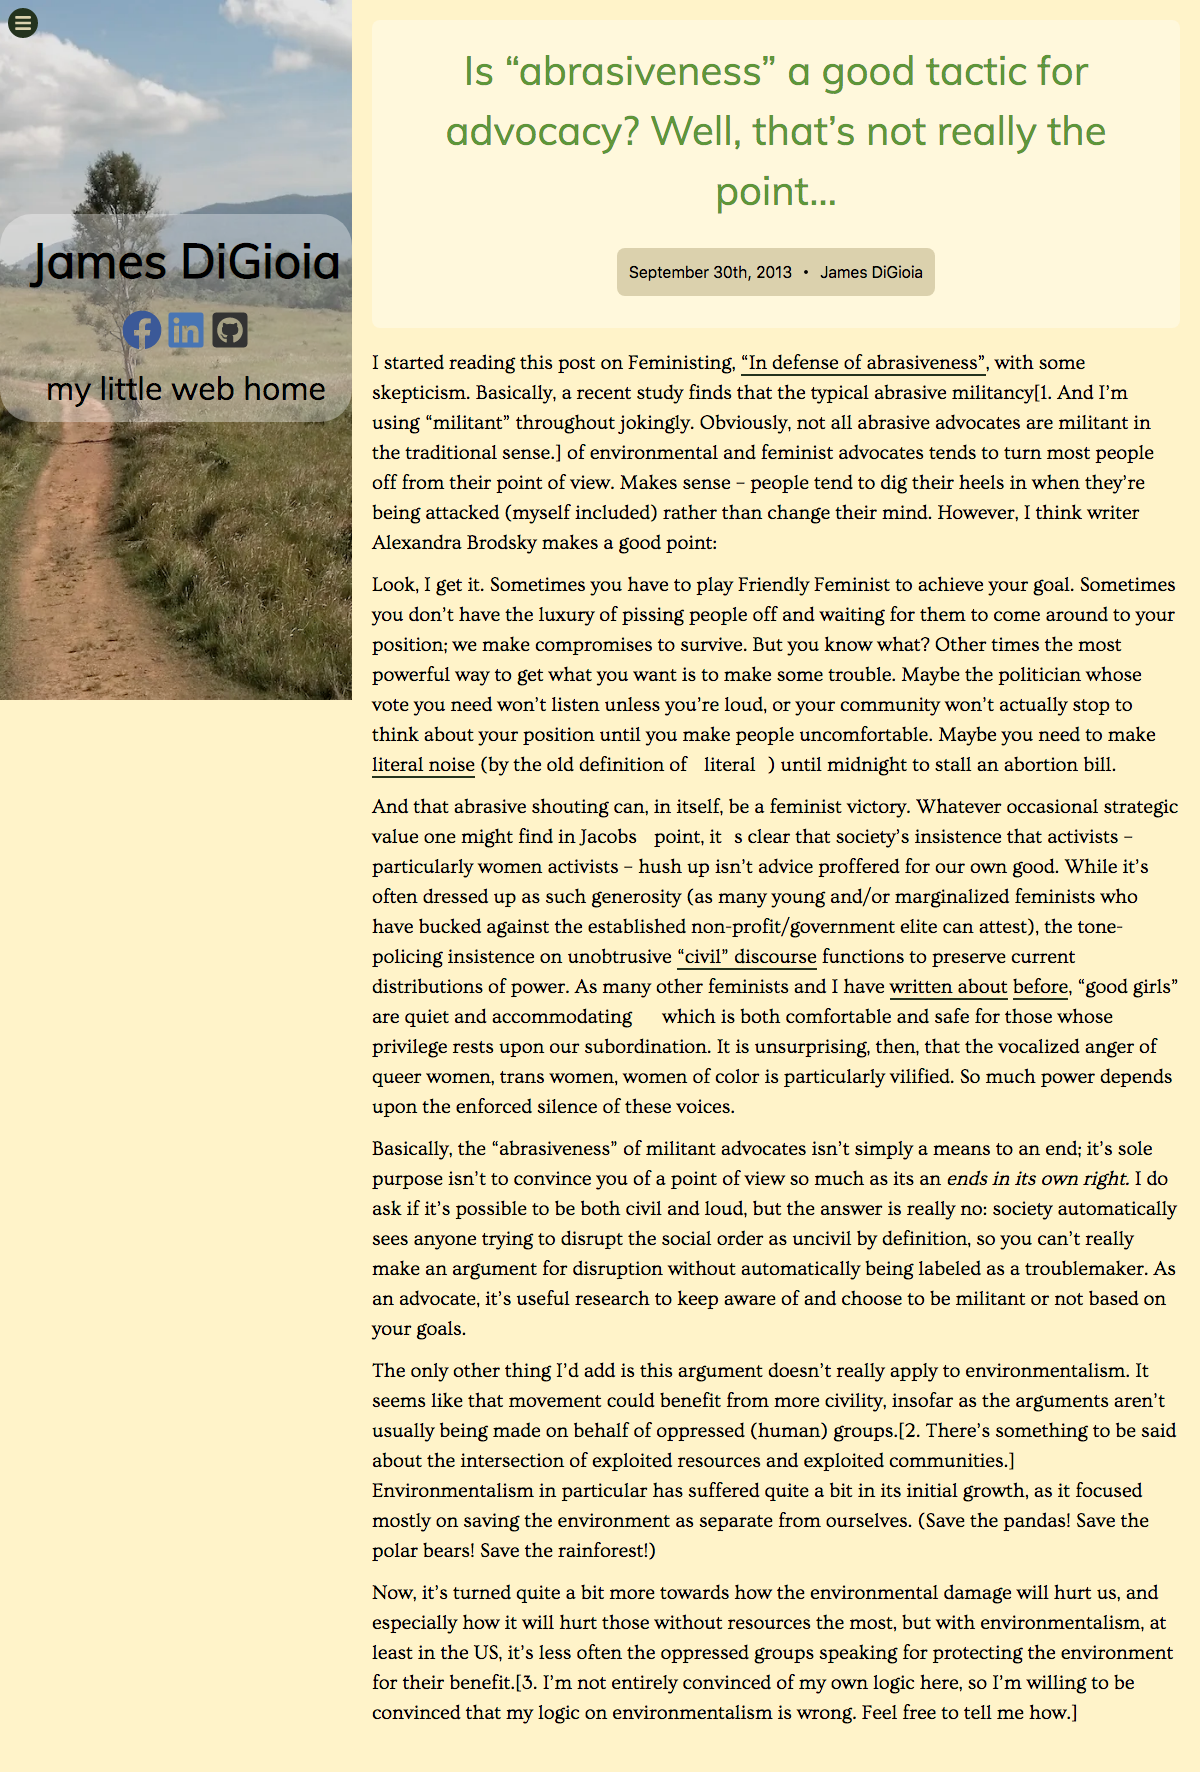 James DiGioia
my little web home
Is “abrasiveness” a good tactic for
advocacy? Well, that’s not really the
point…
September 30th, 2013 • James DiGioia
I started reading this post on Feministing, “In defense of abrasiveness”, with some
skepticism. Basically, a recent study finds that the typical abrasive militancy[1. And I’m
using “militant” throughout jokingly. Obviously, not all abrasive advocates are militant in
the traditional sense.] of environmental and feminist advocates tends to turn most people
off from their point of view. Makes sense – people tend to dig their heels in when they’re
being attacked (myself included) rather than change their mind. However, I think writer
Alexandra Brodsky makes a good point:
Look, I get it. Sometimes you have to play Friendly Feminist to achieve your goal. Sometimes
you don’t have the luxury of pissing people off and waiting for them to come around to your
position; we make compromises to survive. But you know what? Other times the most
powerful way to get what you want is to make some trouble. Maybe the politician whose
vote you need won’t listen unless you’re loud, or your community won’t actually stop to
think about your position until you make people uncomfortable. Maybe you need to make
literal noise (by the old definition of literal ) until midnight to stall an abortion bill.
And that abrasive shouting can, in itself, be a feminist victory. Whatever occasional strategic
value one might find in Jacobs point, it s clear that society’s insistence that activists –
particularly women activists – hush up isn’t advice proffered for our own good. While it’s
often dressed up as such generosity (as many young and/or marginalized feminists who
have bucked against the established non-profit/government elite can attest), the tone-
policing insistence on unobtrusive “civil” discourse functions to preserve current
distributions of power. As many other feminists and I have written about before, “good girls”
are quiet and accommodating which is both comfortable and safe for those whose
privilege rests upon our subordination. It is unsurprising, then, that the vocalized anger of
queer women, trans women, women of color is particularly vilified. So much power depends
upon the enforced silence of these voices.
Basically, the “abrasiveness” of militant advocates isn’t simply a means to an end; it’s sole
purpose isn’t to convince you of a point of view so much as its an ends in its own right. I do
ask if it’s possible to be both civil and loud, but the answer is really no: society automatically
sees anyone trying to disrupt the social order as uncivil by definition, so you can’t really
make an argument for disruption without automatically being labeled as a troublemaker. As
an advocate, it’s useful research to keep aware of and choose to be militant or not based on
your goals.
The only other thing I’d add is this argument doesn’t really apply to environmentalism. It
seems like that movement could benefit from more civility, insofar as the arguments aren’t
usually being made on behalf of oppressed (human) groups.[2. There’s something to be said
about the intersection of exploited resources and exploited communities.]
Environmentalism in particular has suffered quite a bit in its initial growth, as it focused
mostly on saving the environment as separate from ourselves. (Save the pandas! Save the
polar bears! Save the rainforest!)
Now, it’s turned quite a bit more towards how the environmental damage will hurt us, and
especially how it will hurt those without resources the most, but with environmentalism, at
least in the US, it’s less often the oppressed groups speaking for protecting the environment
for their benefit.[3. I’m not entirely convinced of my own logic here, so I’m willing to be
convinced that my logic on environmentalism is wrong. Feel free to tell me how.]